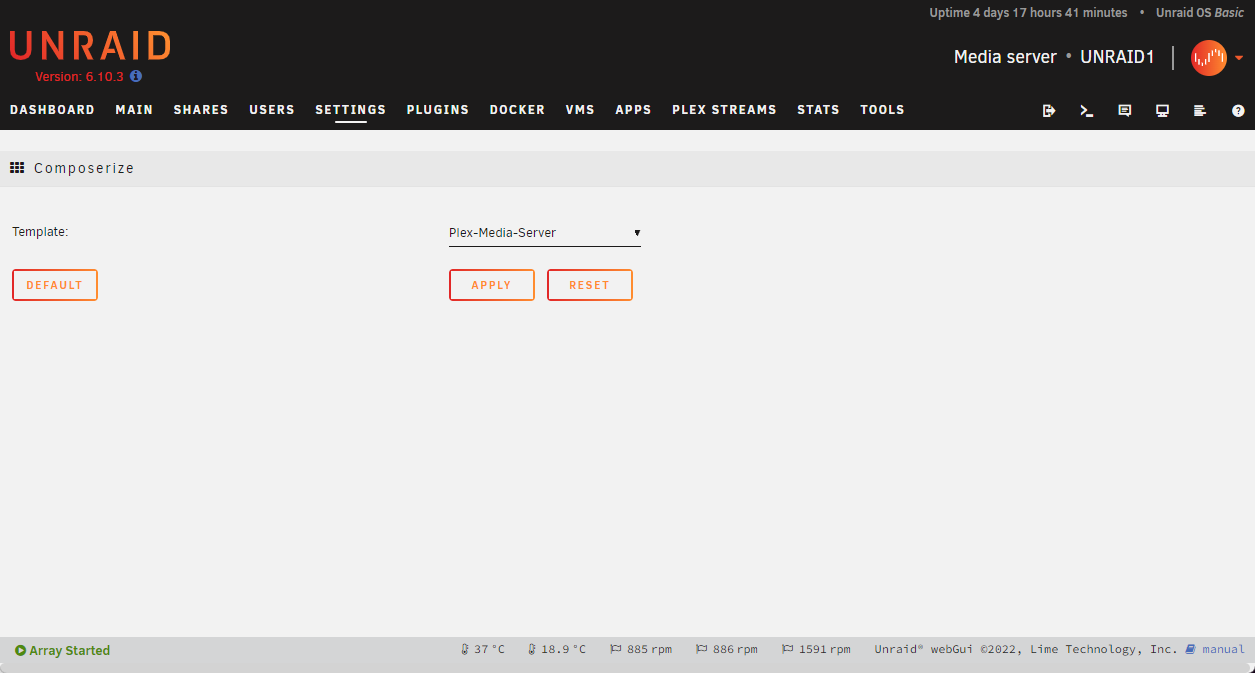 Uptime 4 days 17 hours 41 minutes • Unraid OS Basic
UNRAID
Media server • UNRAID1
Version: 6.10.3
DASHBOARD MAIN SHARES USERS SETTINGS PLUGINS DOCKER VMS APPS PLEX STREAMS STATS TOOLS
Composerize
Template: Plex-Media-Server
DEFAULT APPLY RESET
Array Started 37 °C 18.9 °C 885 rpm 886 rpm 1591 rpm Unraid® webGui ©2022, Lime Technology, Inc. manual